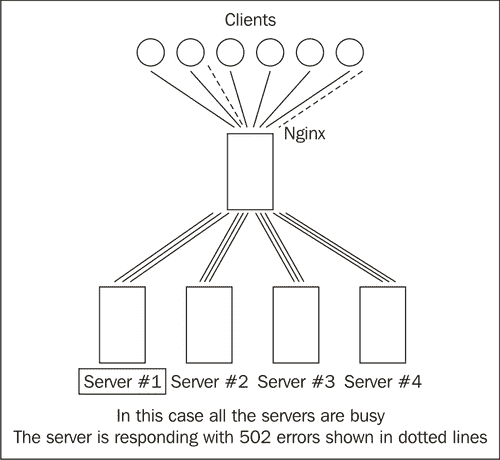 Clients
Nginx
Server #1 Server #2 Server #3 Server #4
In this case all the servers are busy
The server is responding with 502 errors shown in dotted lines